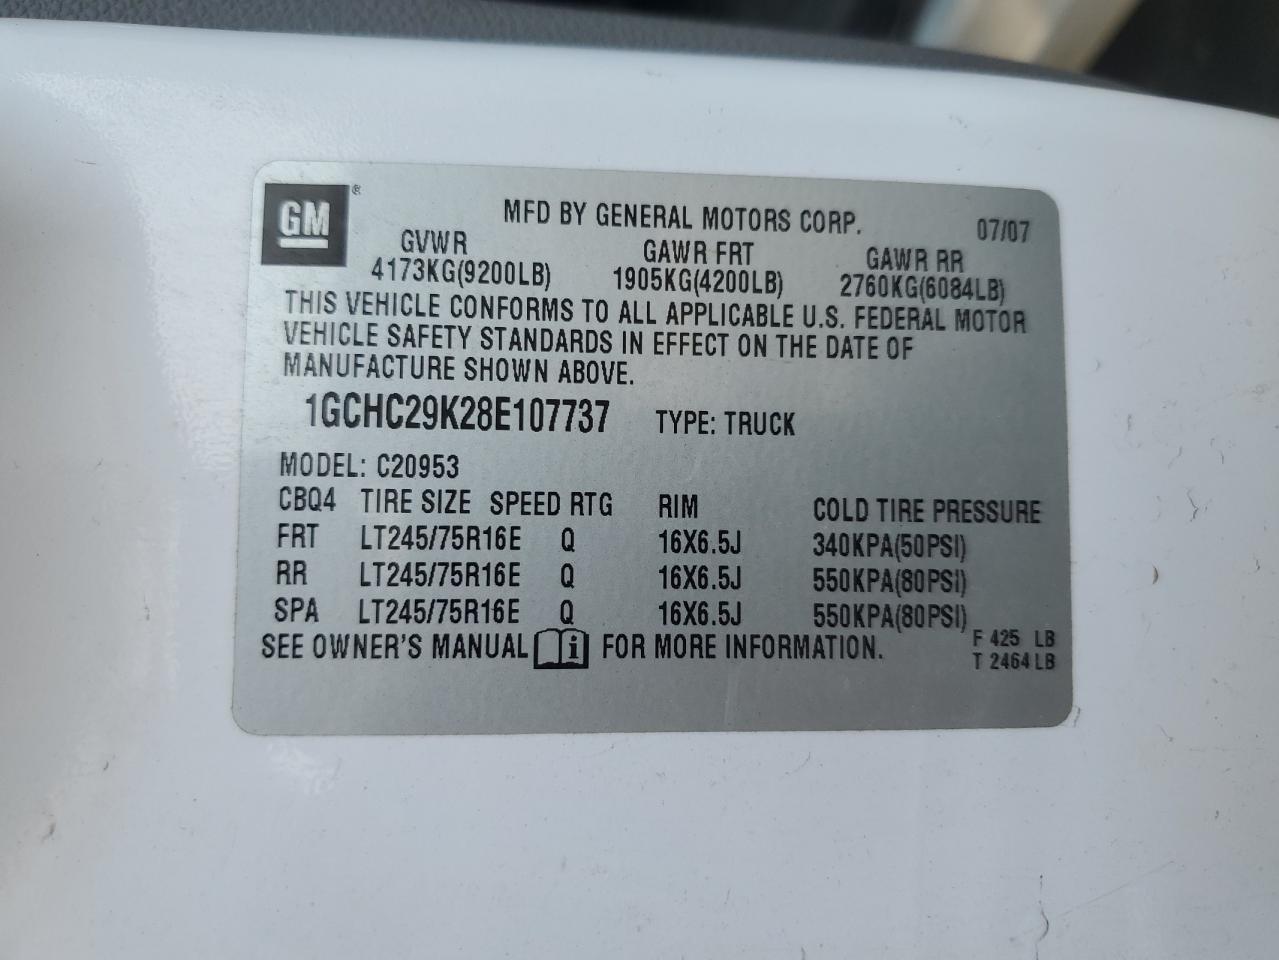 GM ®
MFD BY GENERAL MOTORS CORP. 07/07
GVWR GAWR FRT GAWR RR
4173KG(9200LB) 1905KG(4200LB) 2760KG(6084LB)
THIS VEHICLE CONFORMS TO ALL APPLICABLE U.S. FEDERAL MOTOR
VEHICLE SAFETY STANDARDS IN EFFECT ON THE DATE OF
MANUFACTURE SHOWN ABOVE.
1GCHC29K28E107737 TYPE: TRUCK
MODEL: C20953
CBQ4 TIRE SIZE SPEED RTG RIM COLD TIRE PRESSURE
FRT LT245/75R16E Q 16X6.5J 340KPA(50PSI)
RR LT245/75R16E Q 16X6.5J 550KPA(80PSI)
SPA LT245/75R16E Q 16X6.5J 550KPA(80PSI)
SEE OWNER'S MANUAL i FOR MORE INFORMATION.
F 425 LB
T 2464 LB